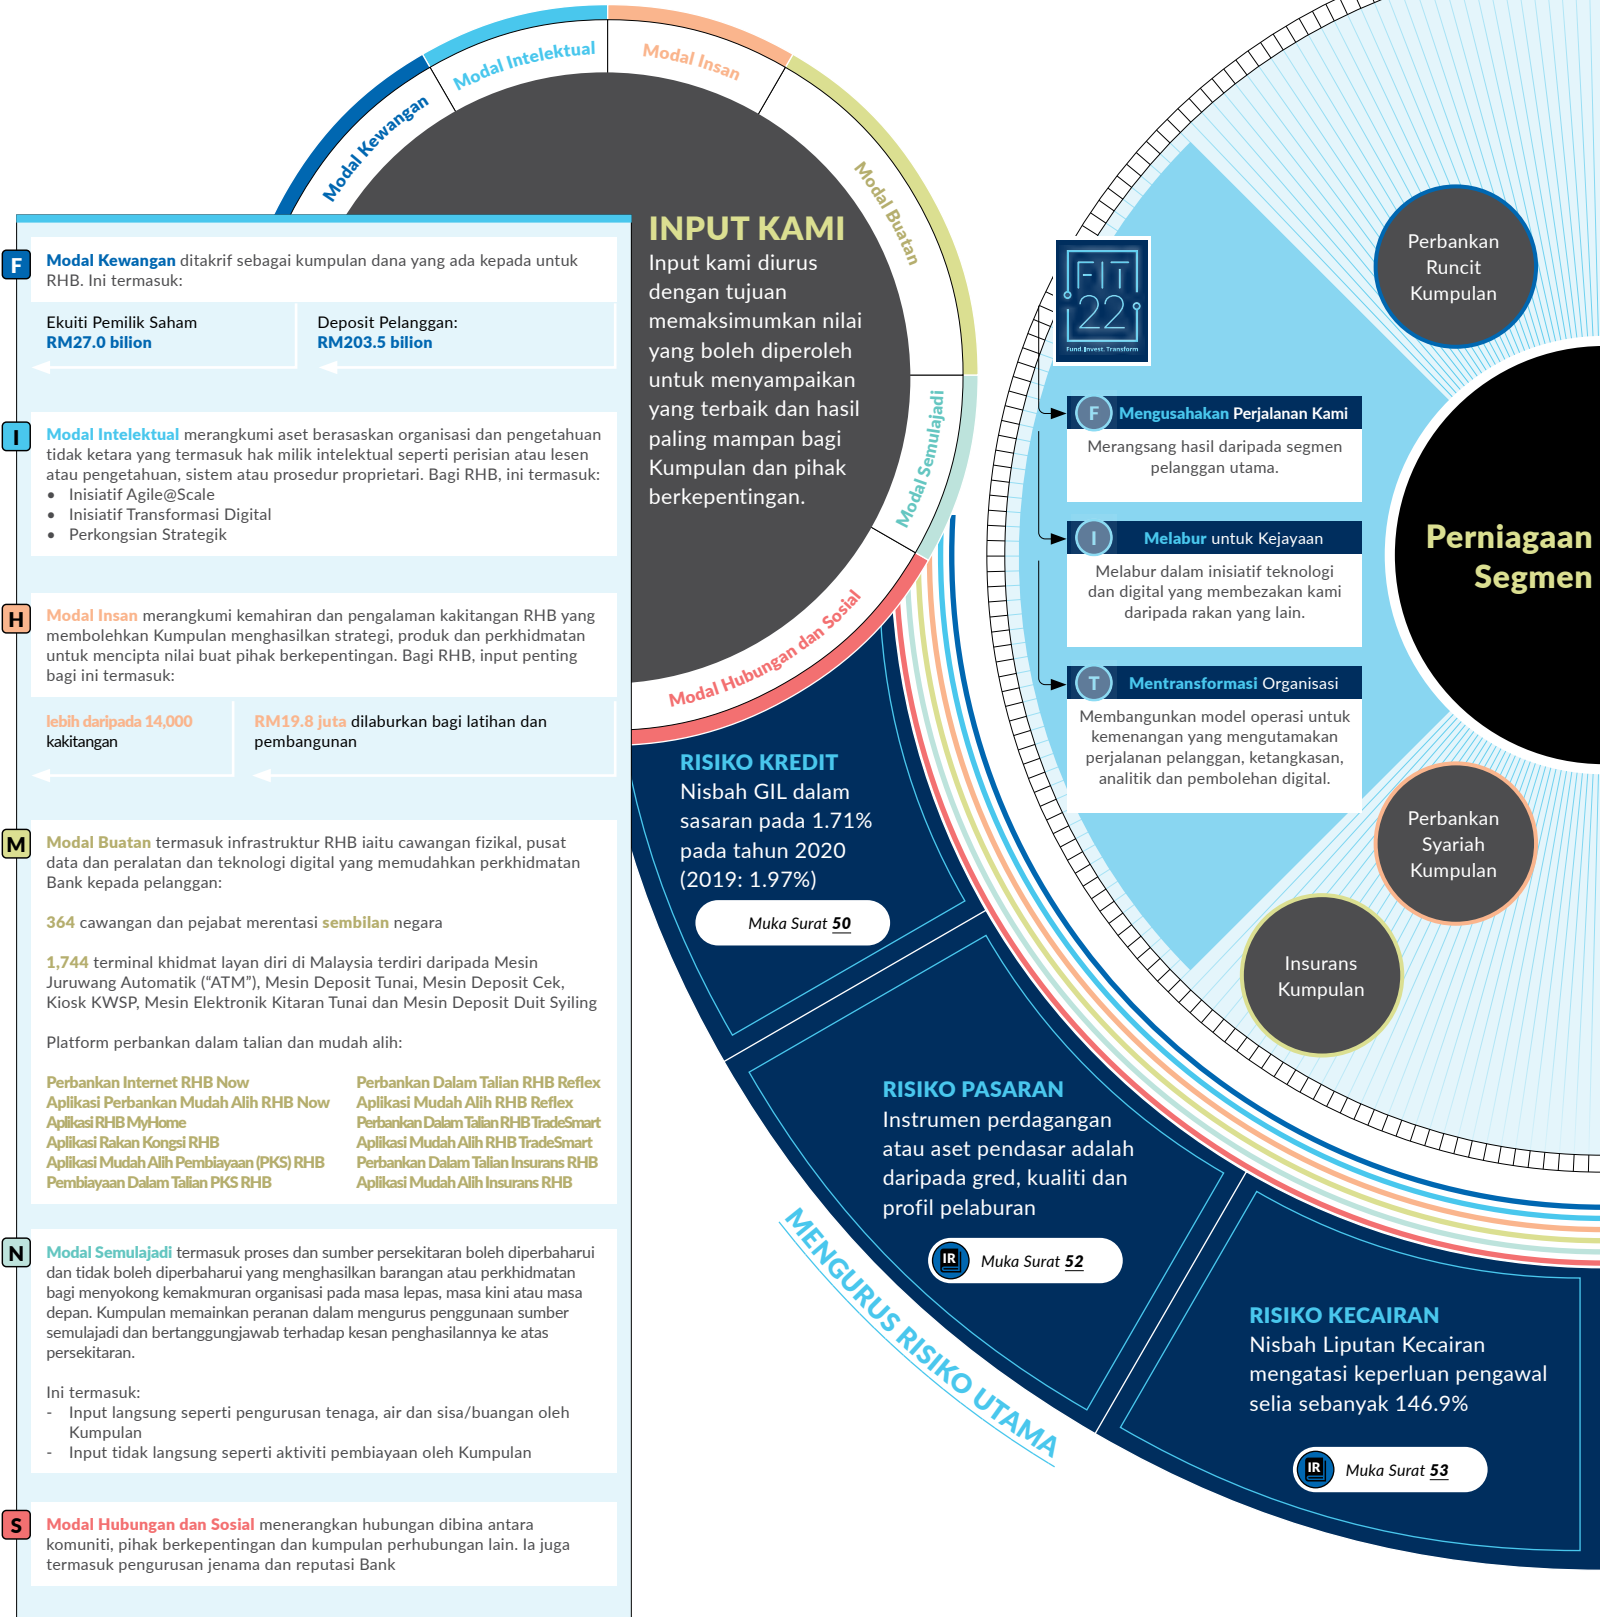 Modal Kewangan
Modal Intelektual
Modal Insan
Modal Buatan
Modal Semulajadi
Modal Hubungan dan Sosial
INPUT KAMI
Input kami diurus
dengan tujuan
memaksimumkan nilai
yang boleh diperoleh
untuk menyampaikan
yang terbaik dan hasil
paling mampan bagi
Kumpulan dan pihak
berkepentingan.
F
Modal Kewangan ditakrif sebagai kumpulan dana yang ada kepada untuk
RHB. Ini termasuk:
Ekuiti Pemilik Saham
RM27.0 bilion
Deposit Pelanggan:
RM203.5 bilion
I
Modal Intelektual merangkumi aset berasaskan organisasi dan pengetahuan
tidak ketara yang termasuk hak milik intelektual seperti perisian atau lesen
atau pengetahuan, sistem atau prosedur proprietari. Bagi RHB, ini termasuk:
• Inisiatif Agile@Scale
• Inisiatif Transformasi Digital
• Perkongsian Strategik
H
Modal Insan merangkumi kemahiran dan pengalaman kakitangan RHB yang
membolehkan Kumpulan menghasilkan strategi, produk dan perkhidmatan
untuk mencipta nilai buat pihak berkepentingan. Bagi RHB, input penting
bagi ini termasuk:
lebih daripada 14,000
kakitangan
RM19.8 juta dilaburkan bagi latihan dan
pembangunan
M
Modal Buatan termasuk infrastruktur RHB iaitu cawangan fizikal, pusat
data dan peralatan dan teknologi digital yang memudahkan perkhidmatan
Bank kepada pelanggan:
364 cawangan dan pejabat merentasi sembilan negara
1,744 terminal khidmat layan diri di Malaysia terdiri daripada Mesin
Juruwang Automatik (“ATM”), Mesin Deposit Tunai, Mesin Deposit Cek,
Kiosk KWSP, Mesin Elektronik Kitaran Tunai dan Mesin Deposit Duit Syiling
Platform perbankan dalam talian dan mudah alih:
Perbankan Internet RHB Now
Aplikasi Perbankan Mudah Alih RHB Now
Aplikasi RHB MyHome
Aplikasi Rakan Kongsi RHB
Aplikasi Mudah Alih Pembiayaan (PKS) RHB
Pembiayaan Dalam Talian PKS RHB
Perbankan Dalam Talian RHB Reflex
Aplikasi Mudah Alih RHB Reflex
Perbankan Dalam Talian RHB TradeSmart
Aplikasi Mudah Alih RHB TradeSmart
Perbankan Dalam Talian Insurans RHB
Aplikasi Mudah Alih Insurans RHB
N
Modal Semulajadi termasuk proses dan sumber persekitaran boleh diperbaharui
dan tidak boleh diperbaharui yang menghasilkan barangan atau perkhidmatan
bagi menyokong kemakmuran organisasi pada masa lepas, masa kini atau masa
depan. Kumpulan memainkan peranan dalam mengurus penggunaan sumber
semulajadi dan bertanggungjawab terhadap kesan penghasilannya ke atas
persekitaran.
Ini termasuk:
- Input langsung seperti pengurusan tenaga, air dan sisa/buangan oleh
Kumpulan
- Input tidak langsung seperti aktiviti pembiayaan oleh Kumpulan
S
Modal Hubungan dan Sosial menerangkan hubungan dibina antara
komuniti, pihak berkepentingan dan kumpulan perhubungan lain. Ia juga
termasuk pengurusan jenama dan reputasi Bank
RISIKO KREDIT
Nisbah GIL dalam
sasaran pada 1.71%
pada tahun 2020
(2019: 1.97%)
Muka Surat 50
RISIKO PASARAN
Instrumen perdagangan
atau aset pendasar adalah
daripada gred, kualiti dan
profil pelaburan
IR
Muka Surat 52
RISIKO KECAIRAN
Nisbah Liputan Kecairan
mengatasi keperluan pengawal
selia sebanyak 146.9%
IR
Muka Surat 53
MENGURUS RISIKO UTAMA
FIT
22
Fund. Invest. Transform
F
Mengusahakan Perjalanan Kami
Merangsang hasil daripada segmen
pelanggan utama.
I
Melabur untuk Kejayaan
Melabur dalam inisiatif teknologi
dan digital yang membezakan kami
daripada rakan yang lain.
T
Mentransformasi Organisasi
Membangunkan model operasi untuk
kemenangan yang mengutamakan
perjalanan pelanggan, ketangkasan,
analitik dan pembolehan digital.
Perbankan
Runcit
Kumpulan
Perniagaan
Segmen
Perbankan
Syariah
Kumpulan
Insurans
Kumpulan